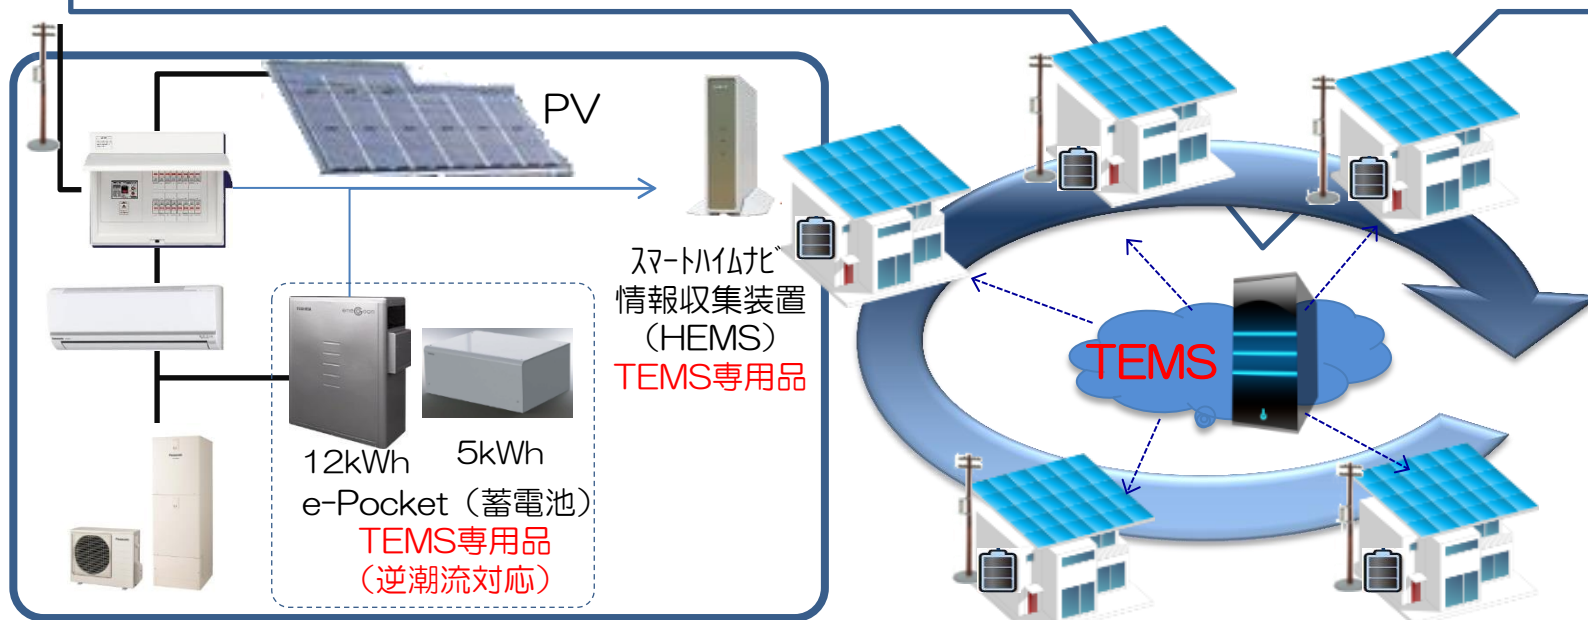 PV
スマートハイムナビ
情報収集装置
（HEMS）
TEMS専用品
12kWh
5kWh
e-Pocket（蓄電池）
TEMS専用品
（逆潮流対応）
TEMS